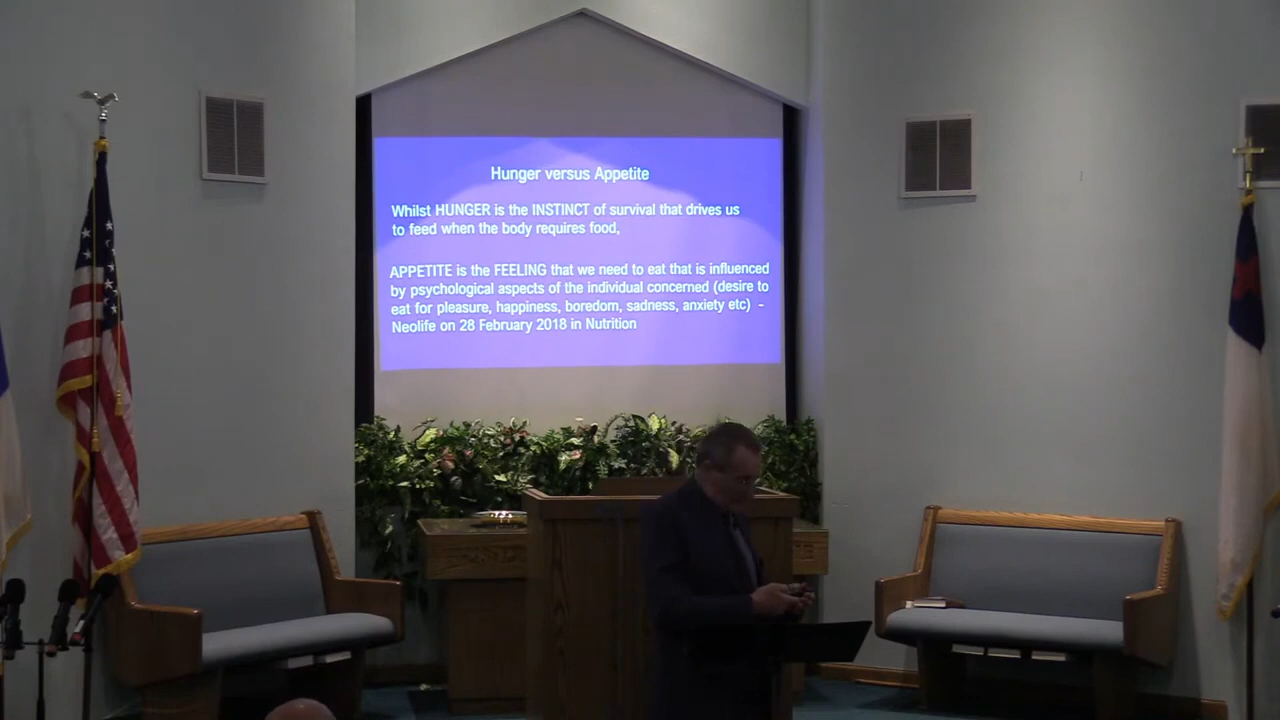 Hunger versus Appetite
Whilst HUNGER is the INSTINCT of survival that drives us
to feed when the body requires food,
APPETITE is the FEELING that we need to eat that is influenced
by psychological aspects of the individual concerned (desire to
eat for pleasure, happiness, boredom, sadness, anxiety etc) -
Neolife on 28 February 2018 in Nutrition